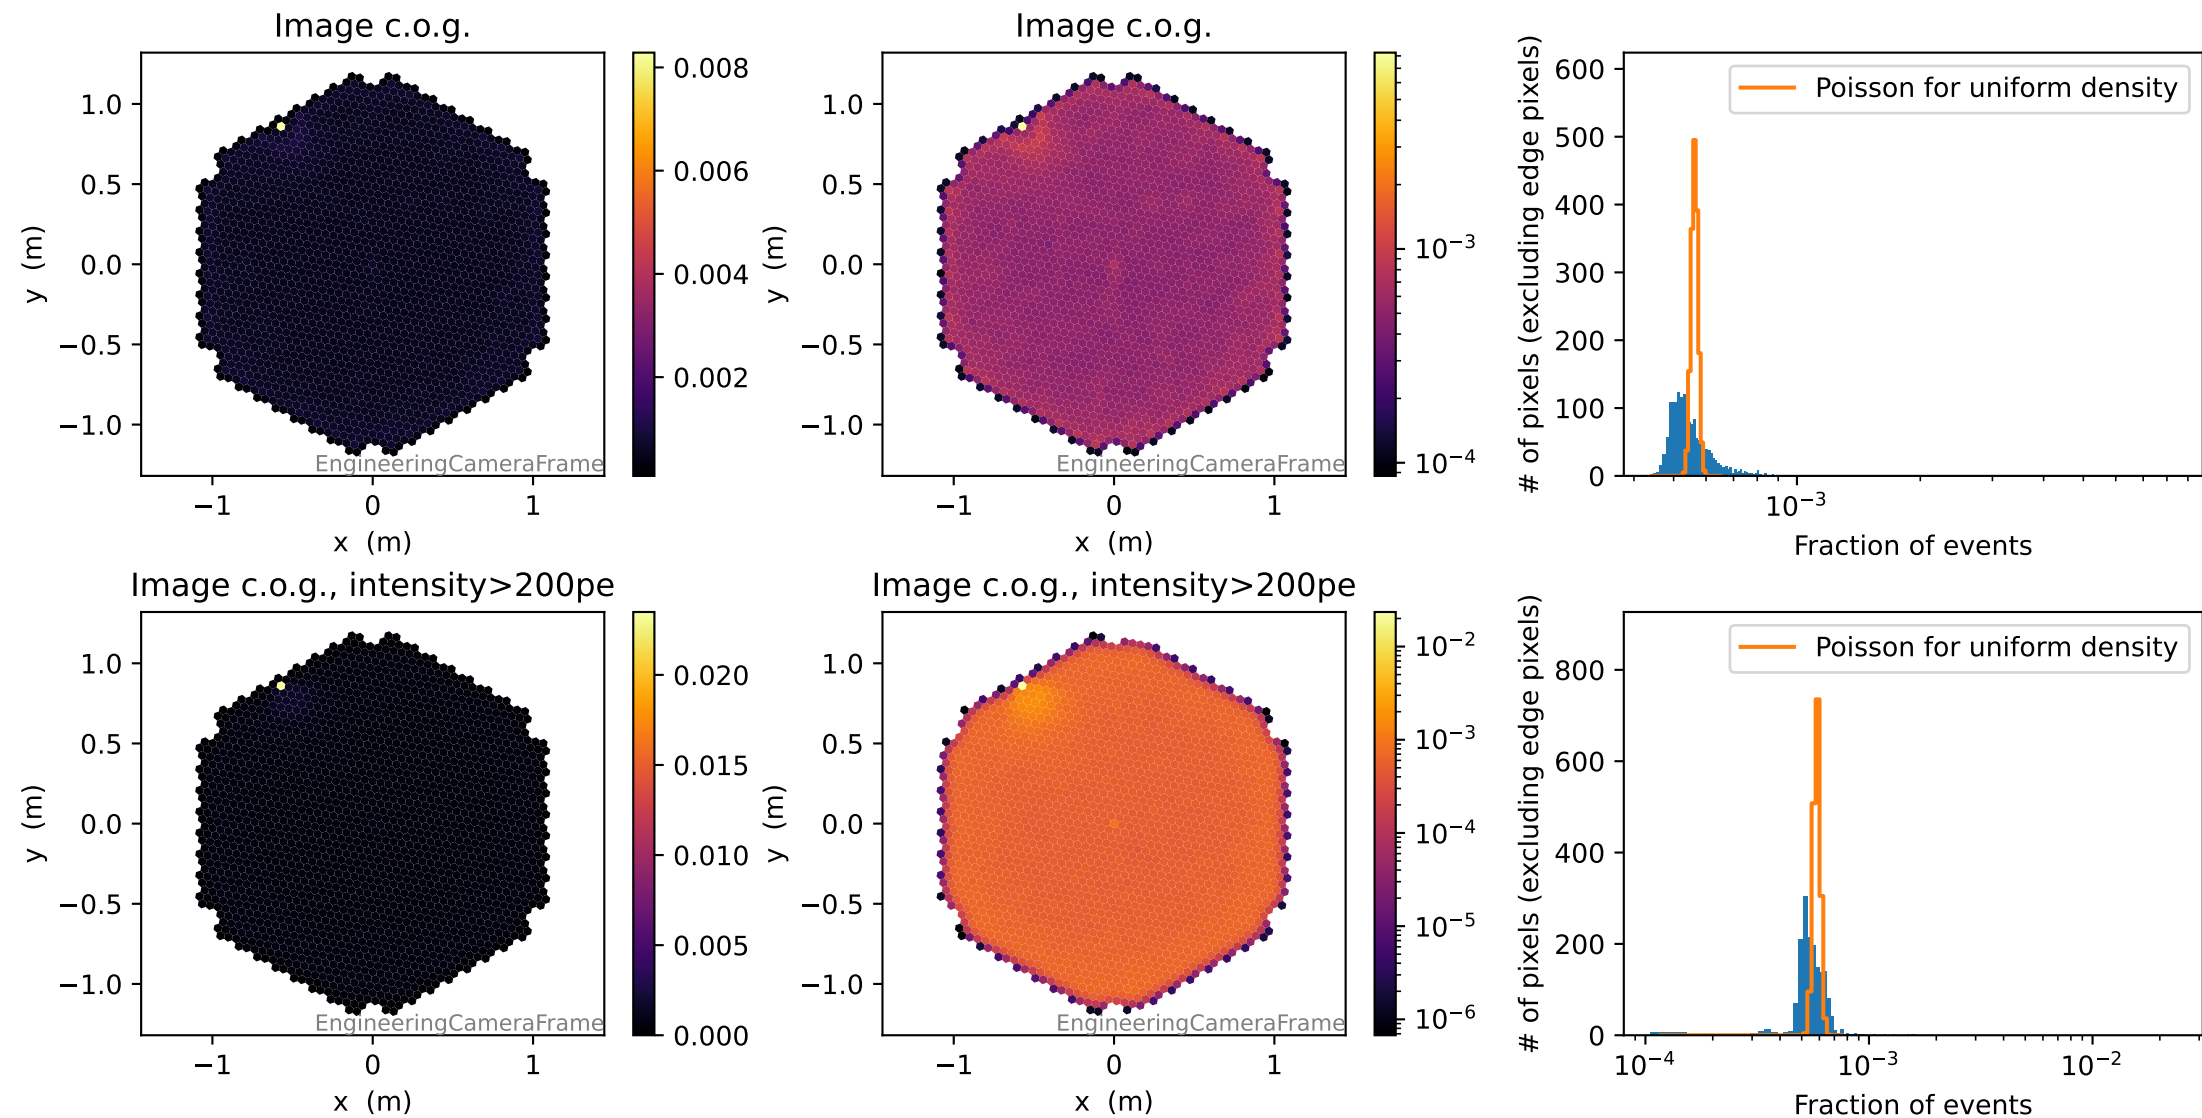 Image c.o.g.
y (m)
1.0
0.5
0.0
−0.5
−1.0
EngineeringCameraFrame
−1 0 1
x (m)
0.008
0.006
0.004
0.002
Image c.o.g.
y (m)
1.0
0.5
0.0
−0.5
−1.0
EngineeringCameraFrame
−1 0 1
x (m)
10⁻³
10⁻⁴
# of pixels (excluding edge pixels)
600
500
400
300
200
100
0
Poisson for uniform density
10⁻³
Fraction of events
Image c.o.g., intensity>200pe
y (m)
1.0
0.5
0.0
−0.5
−1.0
EngineeringCameraFrame
−1 0 1
x (m)
0.020
0.015
0.010
0.005
0.000
Image c.o.g., intensity>200pe
y (m)
1.0
0.5
0.0
−0.5
−1.0
EngineeringCameraFrame
−1 0 1
x (m)
10⁻²
10⁻³
10⁻⁴
10⁻⁵
10⁻⁶
# of pixels (excluding edge pixels)
800
600
400
200
0
Poisson for uniform density
10⁻⁴ 10⁻³ 10⁻²
Fraction of events